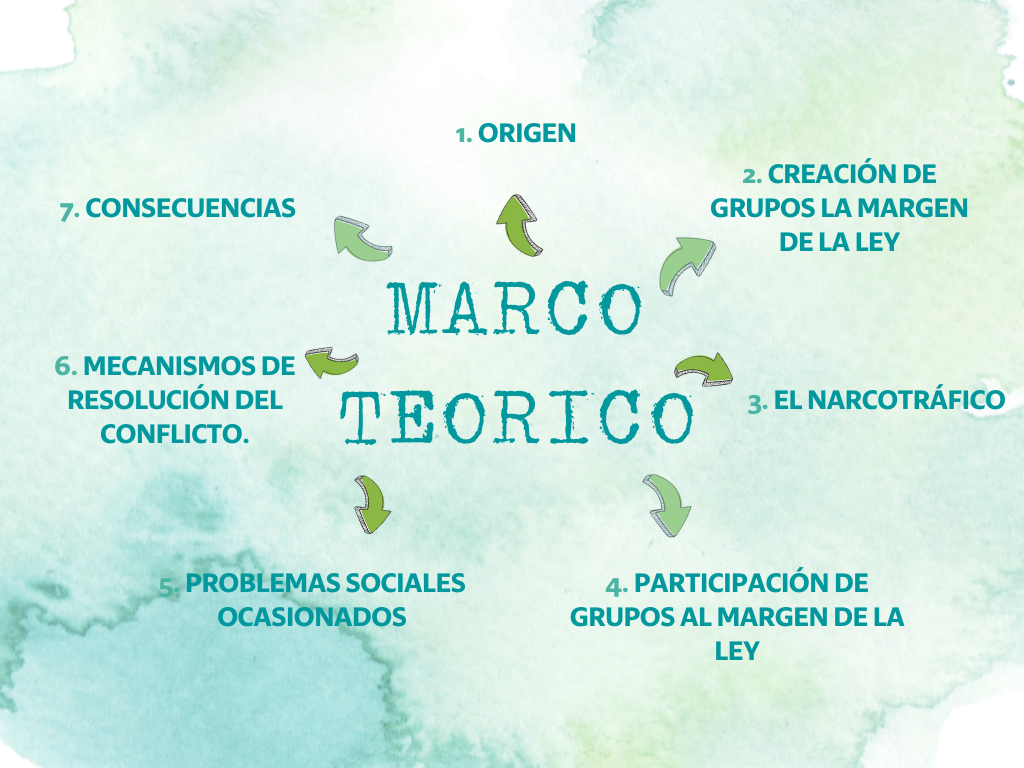 MARCO
TEORICO
1. ORIGEN
2. CREACIÓN DE
GRUPOS LA MARGEN
DE LA LEY
3. EL NARCOTRÁFICO
4. PARTICIPACIÓN DE
GRUPOS AL MARGEN DE LA
LEY
5. PROBLEMAS SOCIALES
OCASIONADOS
6. MECANISMOS DE
RESOLUCIÓN DEL
CONFLICTO.
7. CONSECUENCIAS